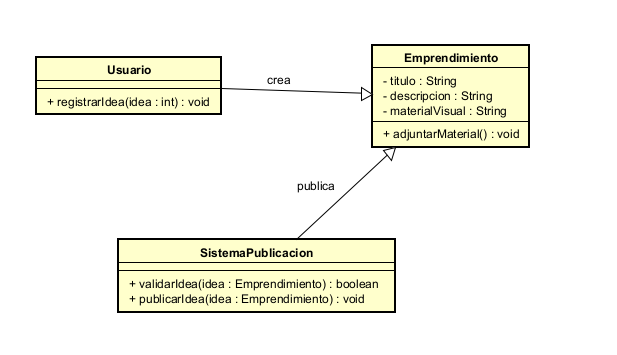 Usuario
+ registrarIdea(idea : int) : void
crea
Emprendimiento
- titulo : String
- descripcion : String
- materialVisual : String
+ adjuntarMaterial() : void
publica
SistemaPublicacion
+ validarIdea(idea : Emprendimiento) : boolean
+ publicarIdea(idea : Emprendimiento) : void